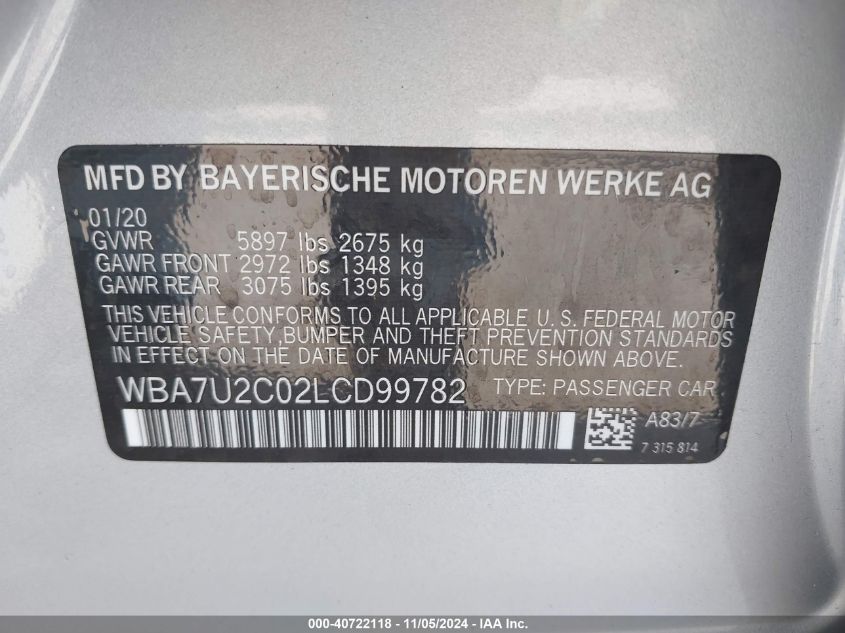 MFD BY BAYERISCHE MOTOREN WERKE AG
01/20
GVWR 5897 lbs 2675 kg
GAWR FRONT 2972 lbs 1348 kg
GAWR REAR 3075 lbs 1395 kg
THIS VEHICLE CONFORMS TO ALL APPLICABLE U.S. FEDERAL MOTOR
VEHICLE SAFETY,BUMPER AND THEFT PREVENTION STANDARDS
IN EFFECT ON THE DATE OF MANUFACTURE SHOWN ABOVE.
WBA7U2C02LCD99782 TYPE: PASSENGER CAR
A83/7
7 315 814
000-40722118 - 11/05/2024 - IAA Inc.